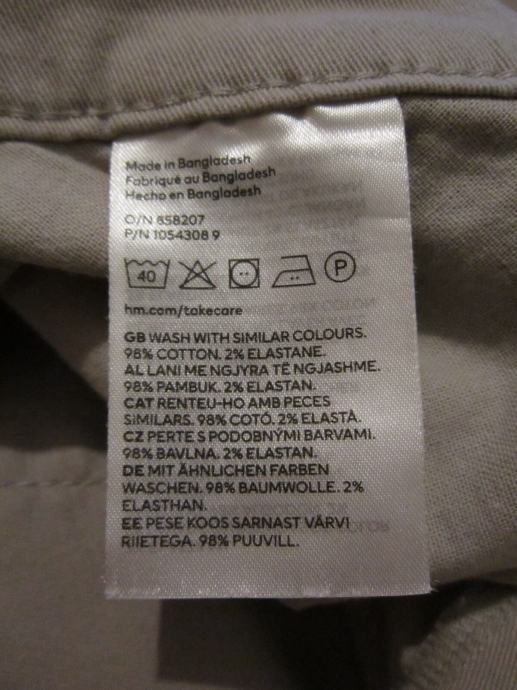 Made in Bangladesh
Fabriqué au Bangladesh
Hecho en Bangladesh
O/N 858207
P/N 1054308 9
40
P
hm.com/takecare
GB WASH WITH SIMILAR COLOURS.
98% COTTON. 2% ELASTANE.
AL LANI ME NGJYRA TË NGJASHME.
98% PAMBUK. 2% ELASTAN.
CAT RENTEU-HO AMB PECES
SIMILARS. 98% COTÓ. 2% ELASTÀ.
CZ PERTE S PODOBNÝMI BARVAMI.
98% BAVLNA. 2% ELASTAN.
DE MIT ÄHNLICHEN FARBEN
WASCHEN. 98% BAUMWOLLE. 2%
ELASTHAN.
EE PESE KOOS SARNAST VÄRVI
RIIETEGA. 98% PUUVILL.